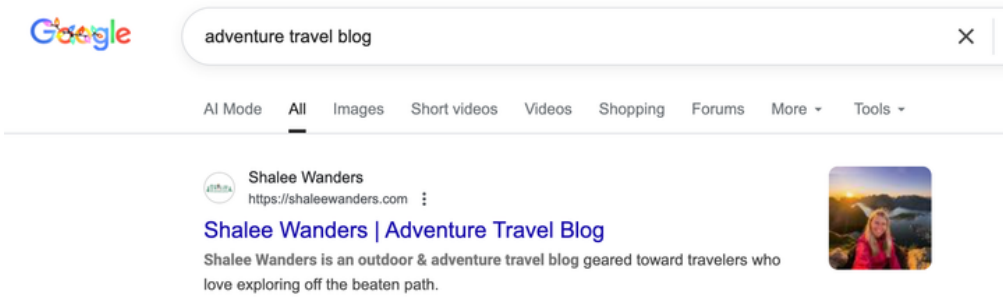 Google
adventure travel blog
AI Mode All Images Short videos Videos Shopping Forums More Tools
Shalee Wanders
https://shaleewanders.com
Shalee Wanders | Adventure Travel Blog
Shalee Wanders is an outdoor & adventure travel blog geared toward travelers who
love exploring off the beaten path.